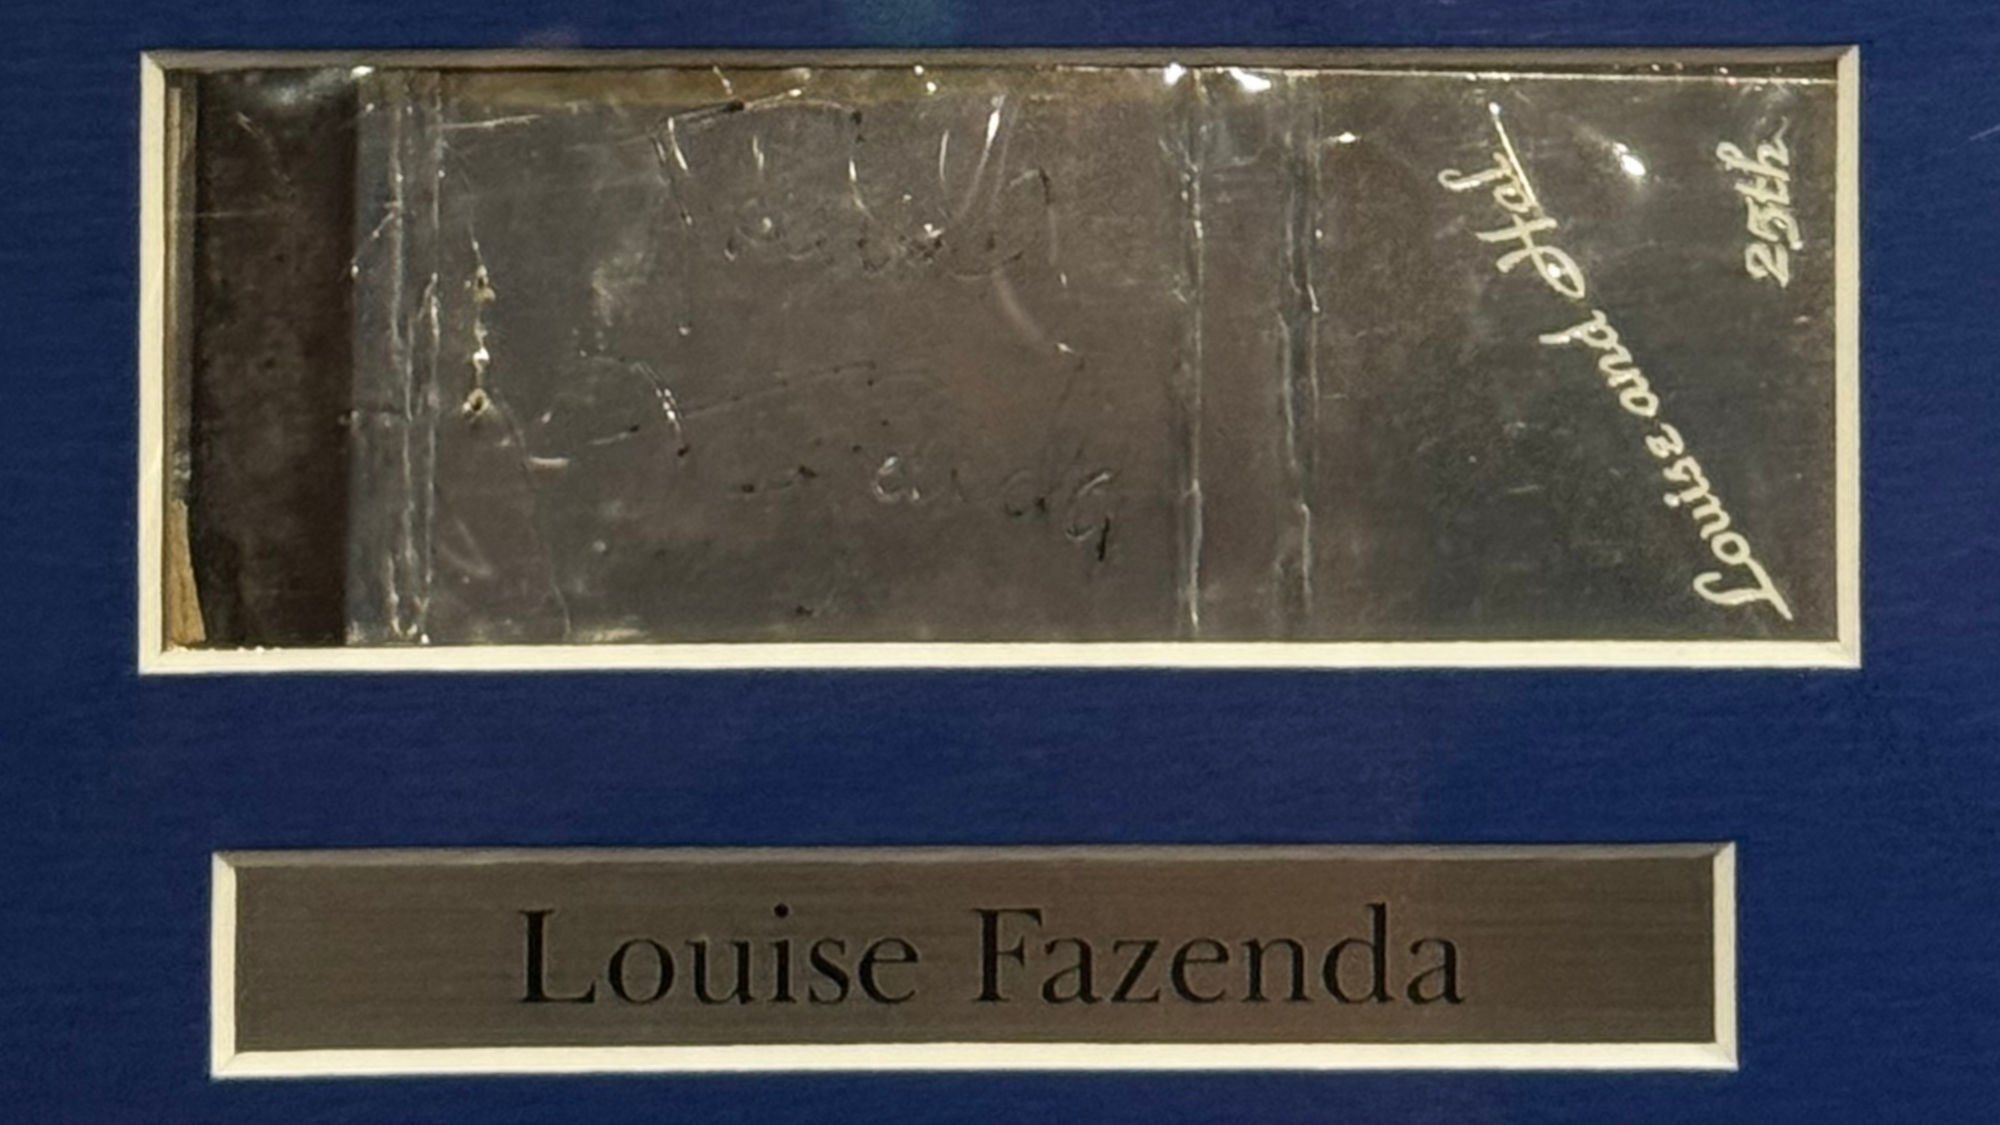 25th
Louise and Hal
Louise Fazenda